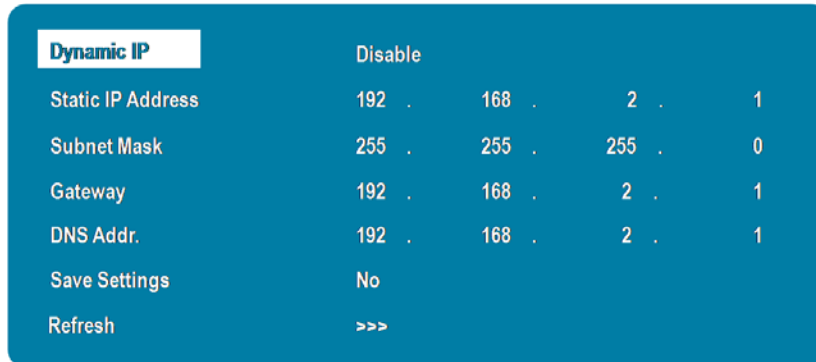 Dynamic IP Disable
Static IP Address 192 . 168 . 2 . 1
Subnet Mask 255 . 255 . 255 . 0
Gateway 192 . 168 . 2 . 1
DNS Addr. 192 . 168 . 2 . 1
Save Settings No
Refresh >>>